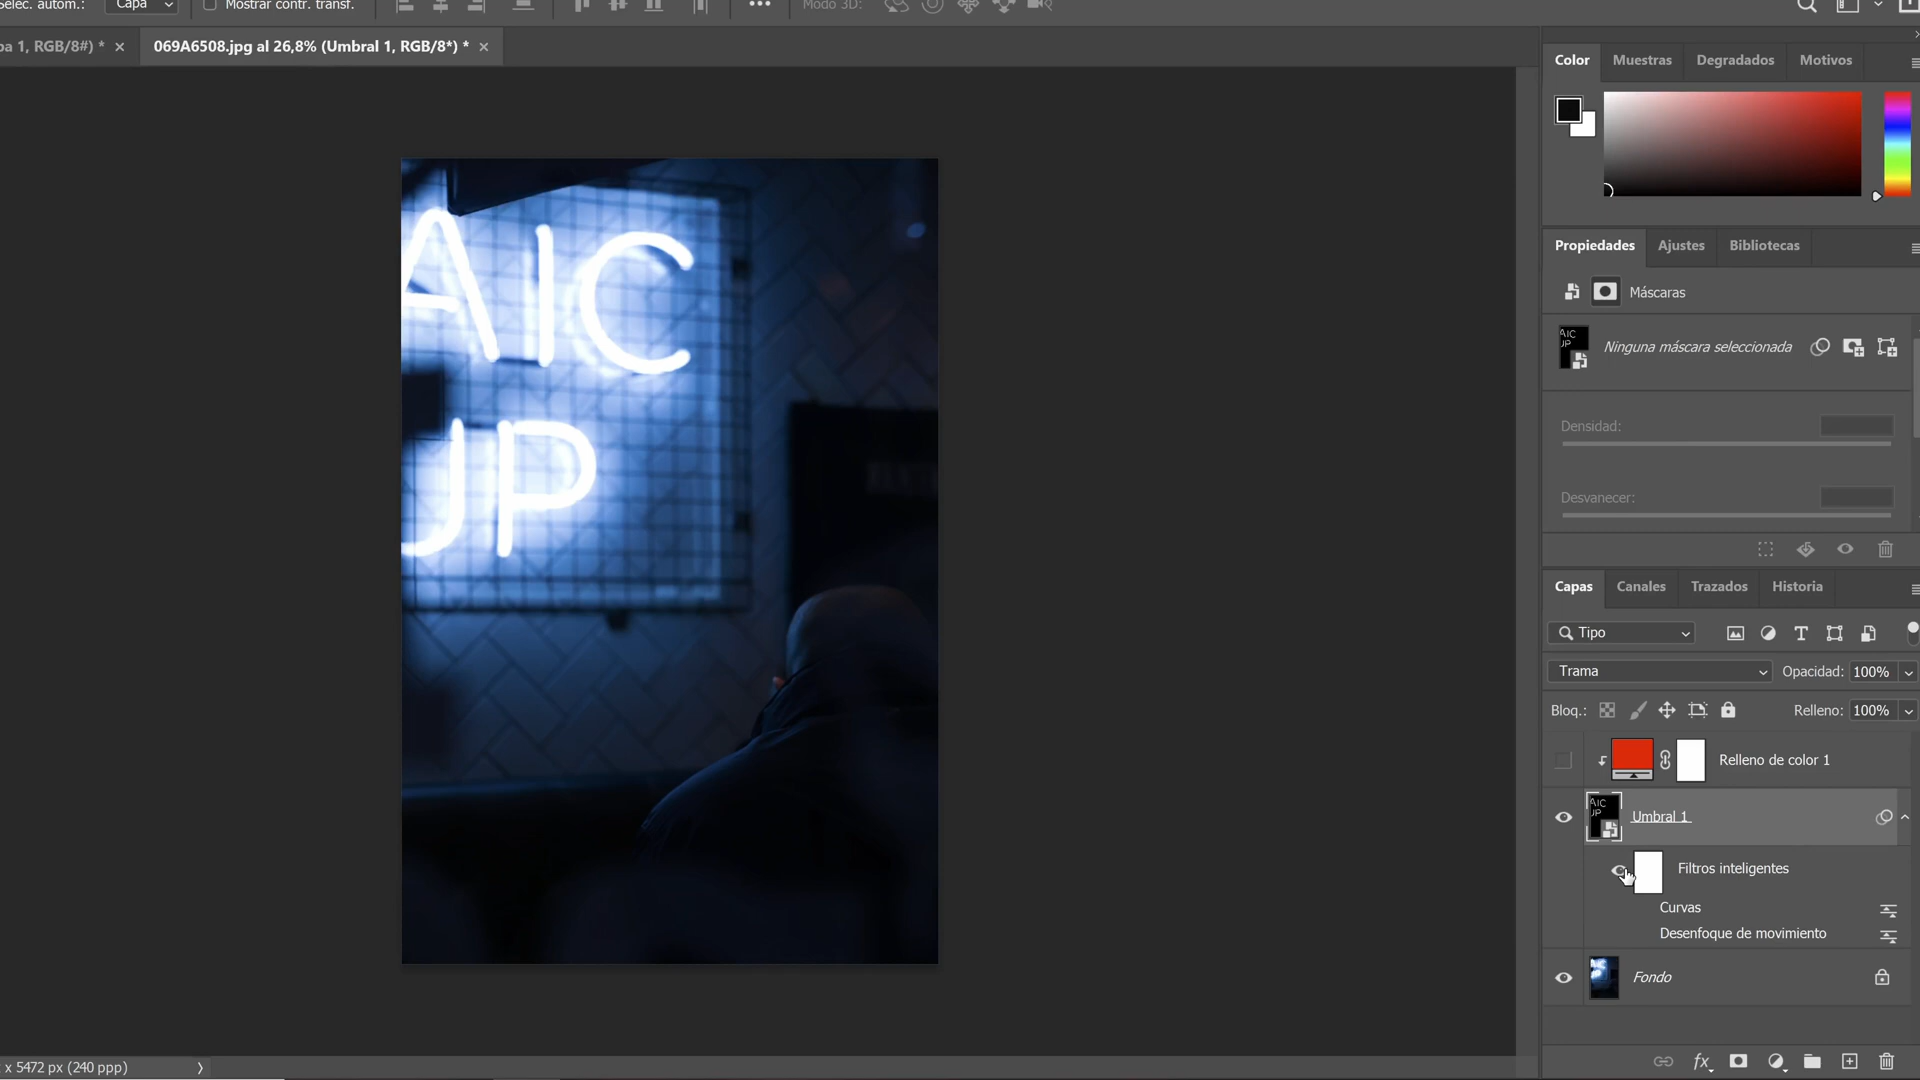 Selec. autom.: Capa Mostrar contr. transf. Modo 3D:
pa 1, RGB/8#) * 069A6508.jpg al 26,8% (Umbral 1, RGB/8*) *
Color Muestras Degradados Motivos
Propiedades Ajustes Bibliotecas
Máscaras
Ninguna máscara seleccionada
Densidad:
Desvanecer:
Capas Canales Trazados Historia
Tipo
Trama Opacidad: 100%
Bloq.: Relleno: 100%
Relleno de color 1
Umbral 1
Filtros inteligentes
Curvas
Desenfoque de movimiento
Fondo
AIC
UP
x 5472 px (240 ppp)